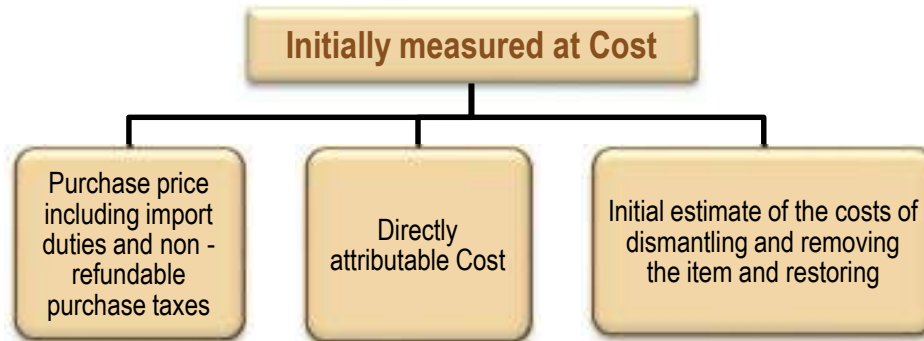 Initially measured at Cost
Purchase price
including import
duties and non -
refundable
purchase taxes
Directly
attributable Cost
Initial estimate of the costs of
dismantling and removing
the item and restoring